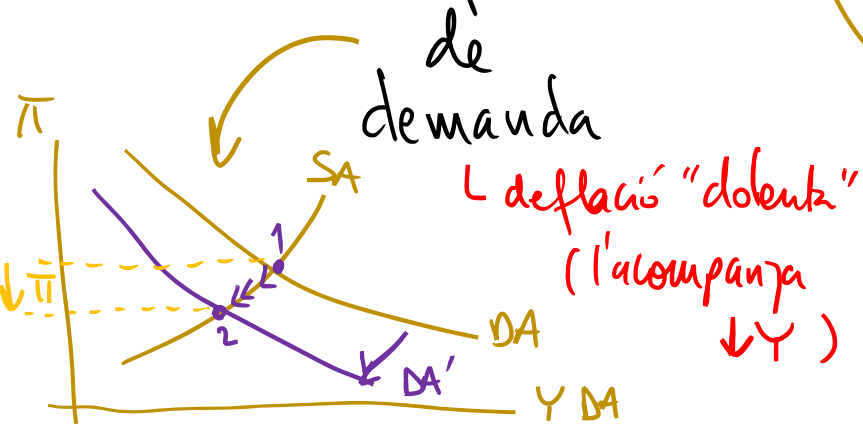 de
demanda
π
SA
└ deflació "dolenta"
1
↓ π
(l'acompanya
2
DA
↓Y)
DA'
Y DA